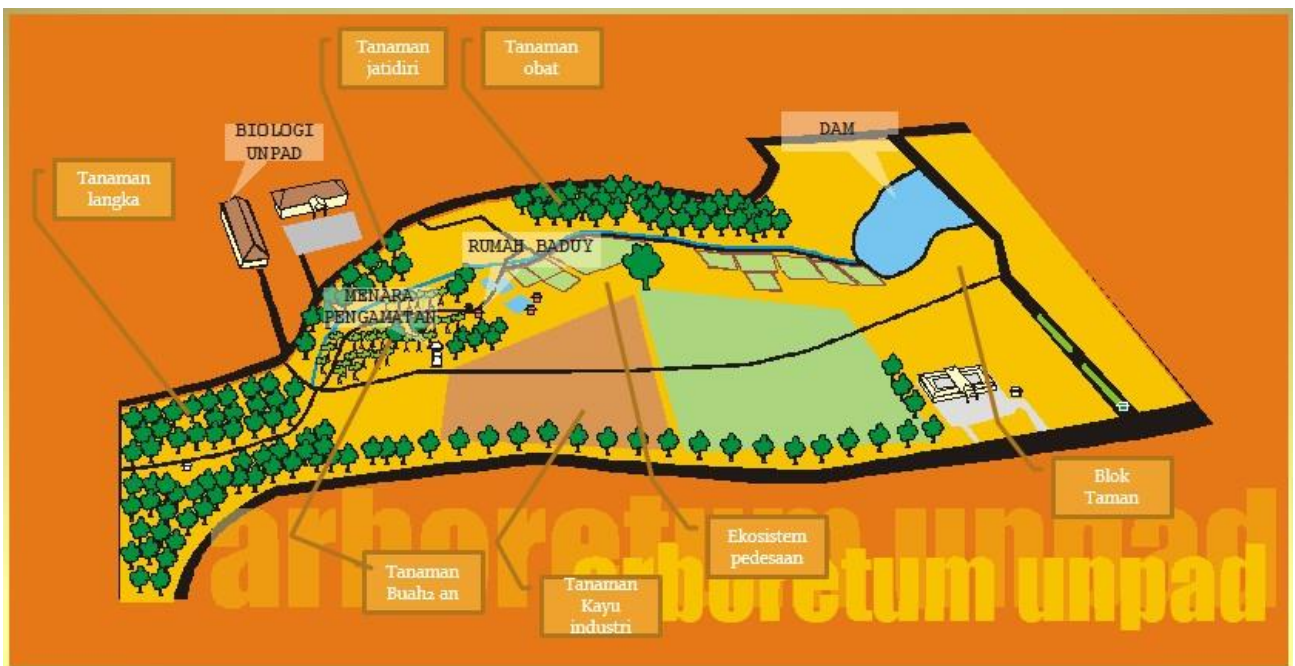 Tanaman
jatidiri
Tanaman
obat
BIOLOGI
UNPAD
DAM
Tanaman
langka
RUMAH BADUY
MENARA
PENGAMATAN
Blok
Taman
Ekosistem
pedesaan
Tanaman
Buah2 an
Tanaman
Kayu
industri
arboretum unpad
arboretum unpad